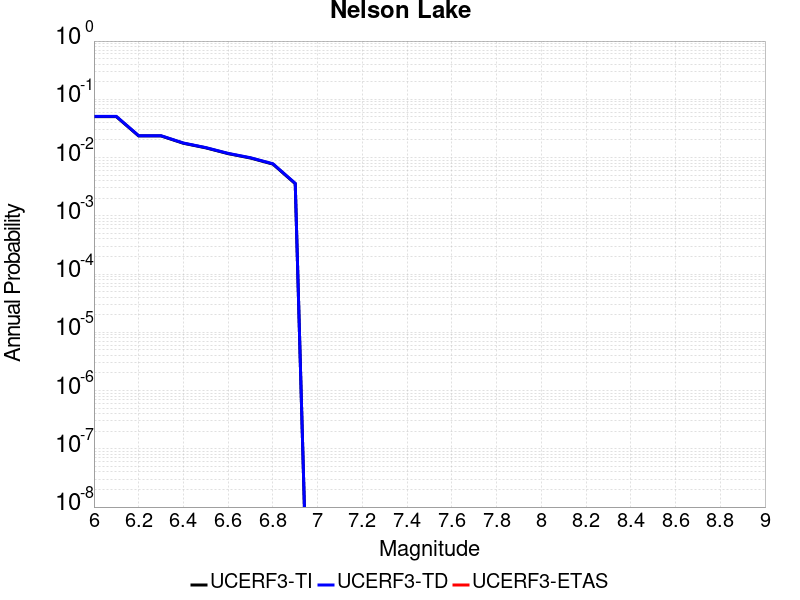 Nelson Lake
10^0
10^-1
10^-2
10^-3
10^-4
10^-5
10^-6
10^-7
10^-8
Annual Probability
6 6.2 6.4 6.6 6.8 7 7.2 7.4 7.6 7.8 8 8.2 8.4 8.6 8.8 9
Magnitude
UCERF3-TI UCERF3-TD UCERF3-ETAS